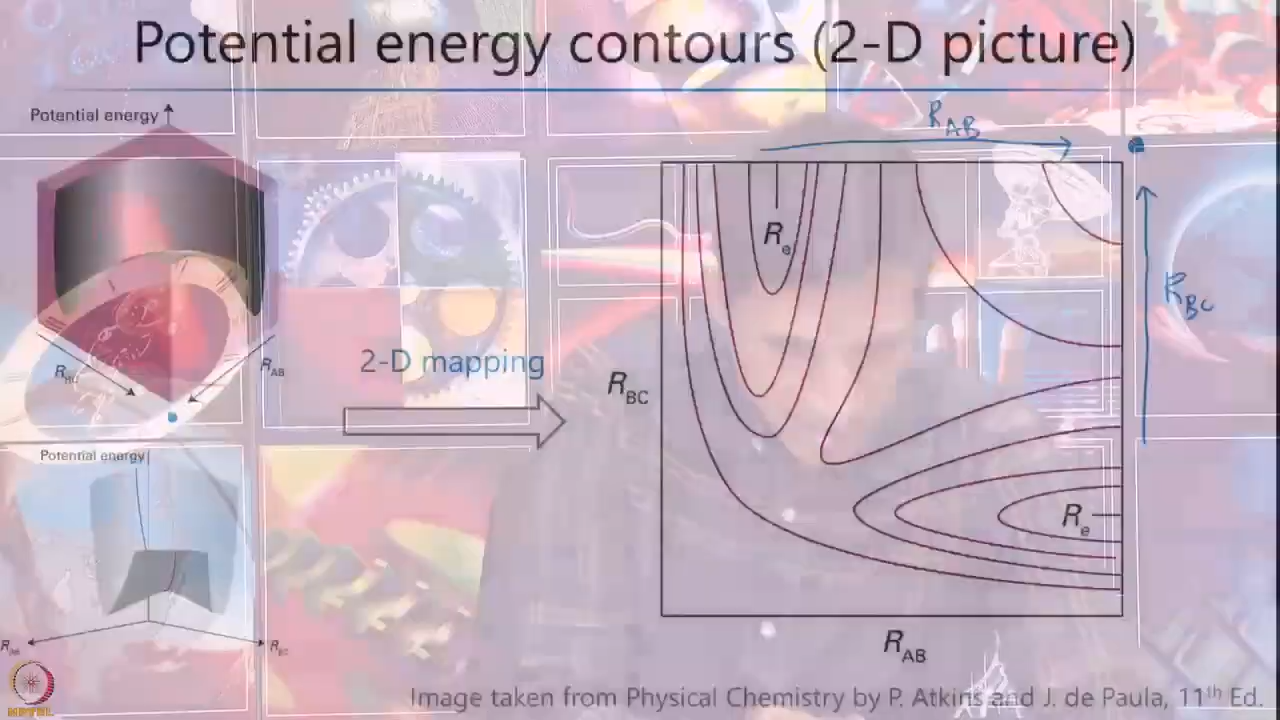 Potential energy contours (2-D picture)
Potential energy
R_AB
R_e
R_BC
R_AB
2-D mapping
R_BC
Potential energy
R_e
R_BC
R_AB
NPTEL
Image taken from Physical Chemistry by P. Atkins and J. de Paula, 11th Ed.